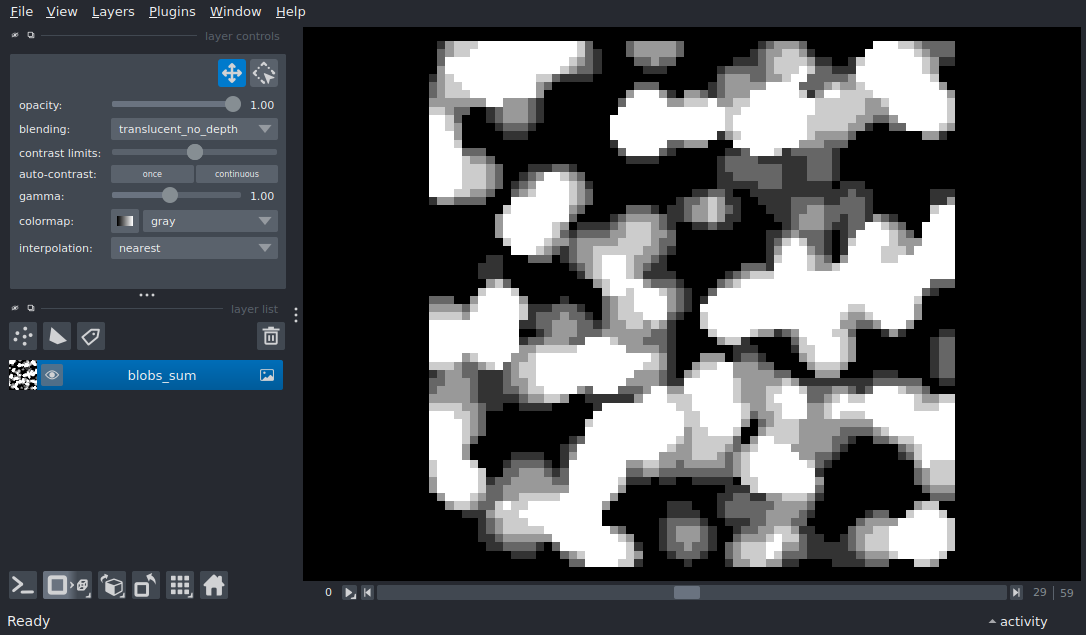 File View Layers Plugins Window Help
layer controls
opacity: 1.00
blending: translucent_no_depth
contrast limits:
auto-contrast: once continuous
gamma: 1.00
colormap: gray
interpolation: nearest
layer list
blobs_sum
0 29 | 59
Ready activity